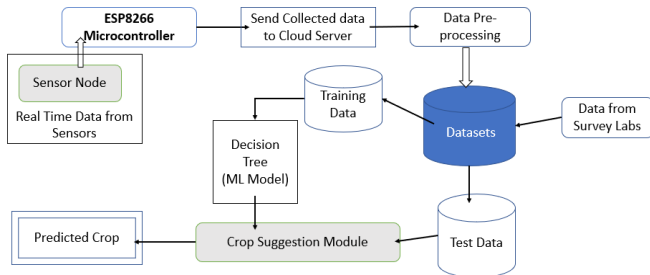 ESP8266
Microcontroller
Send Collected data
to Cloud Server
Data Pre-
processing
Sensor Node
Real Time Data from
Sensors
Training
Data
Datasets
Data from
Survey Labs
Decision
Tree
(ML Model)
Predicted Crop
Crop Suggestion Module
Test Data